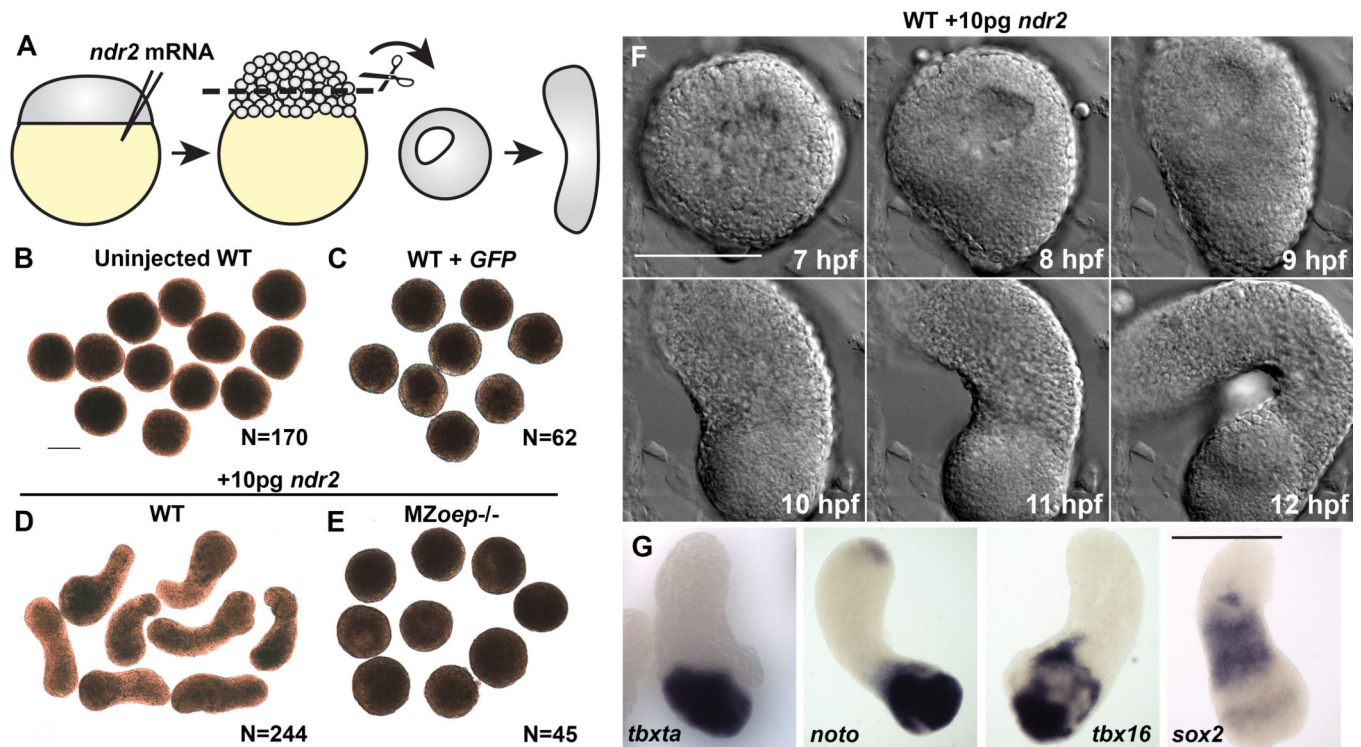 A
ndr2 mRNA
B
Uninjected WT
N=170
C
WT + GFP
N=62
+10pg ndr2
D
WT
N=244
E
MZoep-/-
N=45
WT +10pg ndr2
F
7 hpf
8 hpf
9 hpf
10 hpf
11 hpf
12 hpf
G
tbxta
noto
tbx16
sox2